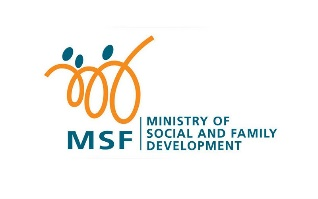 MINISTRY OF
SOCIAL AND FAMILY
MSF DEVELOPMENT